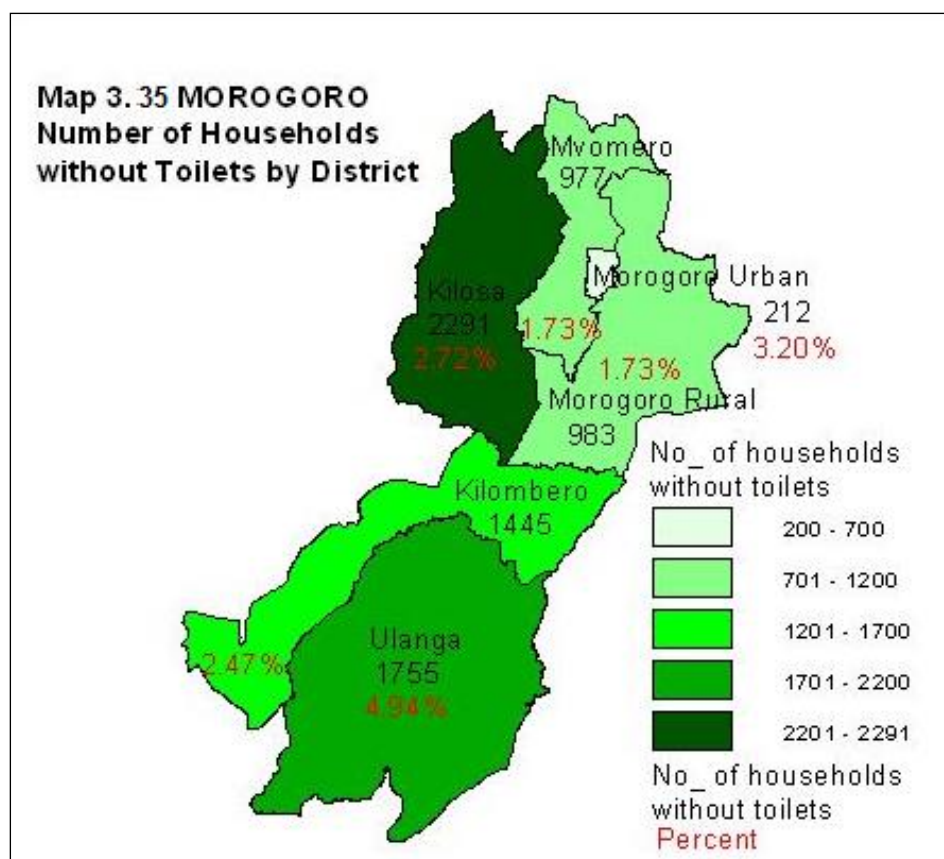 Map 3. 35 MOROGORO
Number of Households
without Toilets by District
Mvomero
977
Morogoro Urban
212
3.20%
Kilosa
2291
2.72%
1.73%
1.73%
Morogoro Rural
983
Kilombero
1445
2.47%
Ulanga
1755
4.94%
No_ of households
without toilets
200 - 700
701 - 1200
1201 - 1700
1701 - 2200
2201 - 2291
No_ of households
without toilets
Percent